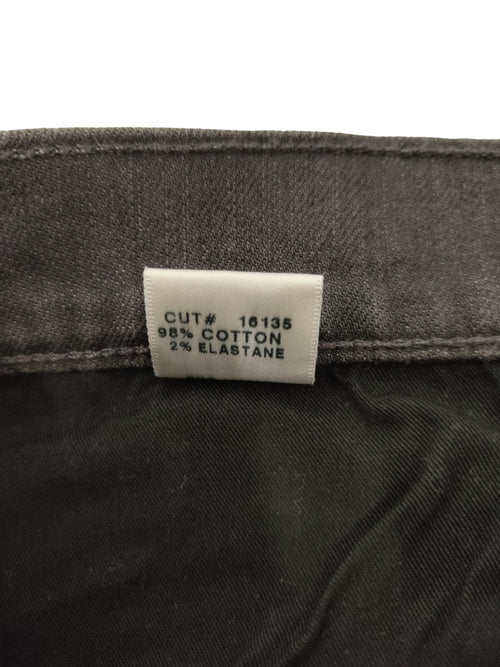 CUT# 16135
98% COTTON
2% ELASTANE